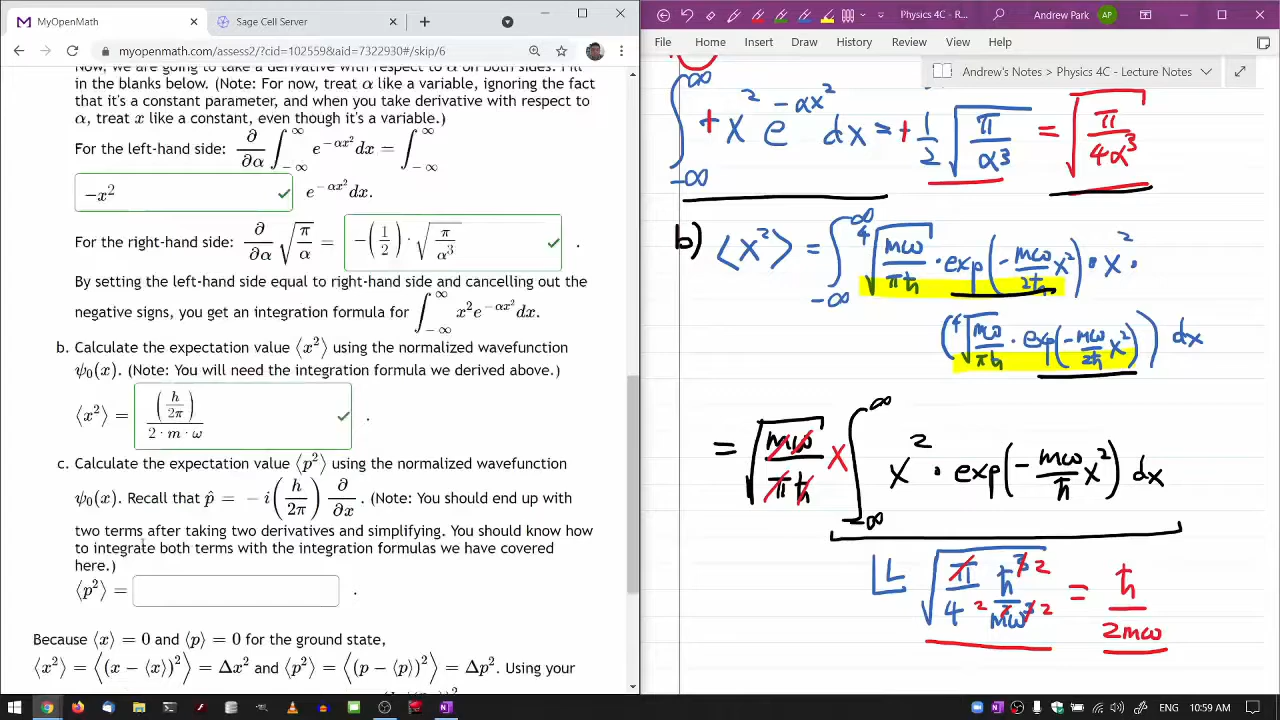 MyOpenMath
Sage Cell Server
Physics 4C - R...
Andrew Park
AP
myopenmath.com/assess2/?cid=102559&aid=7322930#/skip/6
File Home Insert Draw History Review View Help
Andrew's Notes » Physics 4C Lecture Notes
Now, we are going to take a derivative with respect to α on both sides. Fill
in the blanks below. (Note: For now, treat α like a variable, ignoring the fact
that it's a constant parameter, and when you take derivative with respect to
α, treat x like a constant, even though it's a variable.)
For the left-hand side: ∂/∂α ∫_{−∞}^{∞} e^{−αx²}dx = ∫_{−∞}^{∞}
−x² e^{−αx²}dx.
For the right-hand side: ∂/∂α √(π/α) = −(1/2)·√(π/α³) .
By setting the left-hand side equal to right-hand side and cancelling out the
negative signs, you get an integration formula for ∫_{−∞}^{∞} x²e^{−αx²}dx.
b. Calculate the expectation value ⟨x²⟩ using the normalized wavefunction
ψ₀(x). (Note: You will need the integration formula we derived above.)
⟨x²⟩ = (h/2π)/(2·m·ω) .
c. Calculate the expectation value ⟨p²⟩ using the normalized wavefunction
ψ₀(x). Recall that p̂ = −i(h/2π) ∂/∂x. (Note: You should end up with
two terms after taking two derivatives and simplifying. You should know how
to integrate both terms with the integration formulas we have covered
here.)
⟨p²⟩ = .
Because ⟨x⟩ = 0 and ⟨p⟩ = 0 for the ground state,
⟨x²⟩ = ⟨(x − ⟨x⟩)²⟩ = Δx² and ⟨p²⟩ = ⟨(p − ⟨p⟩)²⟩ = Δp². Using your
∫_{−∞}^{∞} + x² e^{−αx²} dx = + 1/2 √(π/α³) = √(π/4α³)
b) ⟨x²⟩ = ∫_{−∞}^{∞} ⁴√(mω/πħ) · exp(−mω/2ħ x²) · x² ·
(⁴√(mω/πħ) · exp(−mω/2ħ x²)) dx
= √(mω/πħ) × ∫_{−∞}^{∞} x² · exp(−mω/ħ x²) dx
√(π/4 ħ³/mω³) = ħ/2mω
10:59 AM